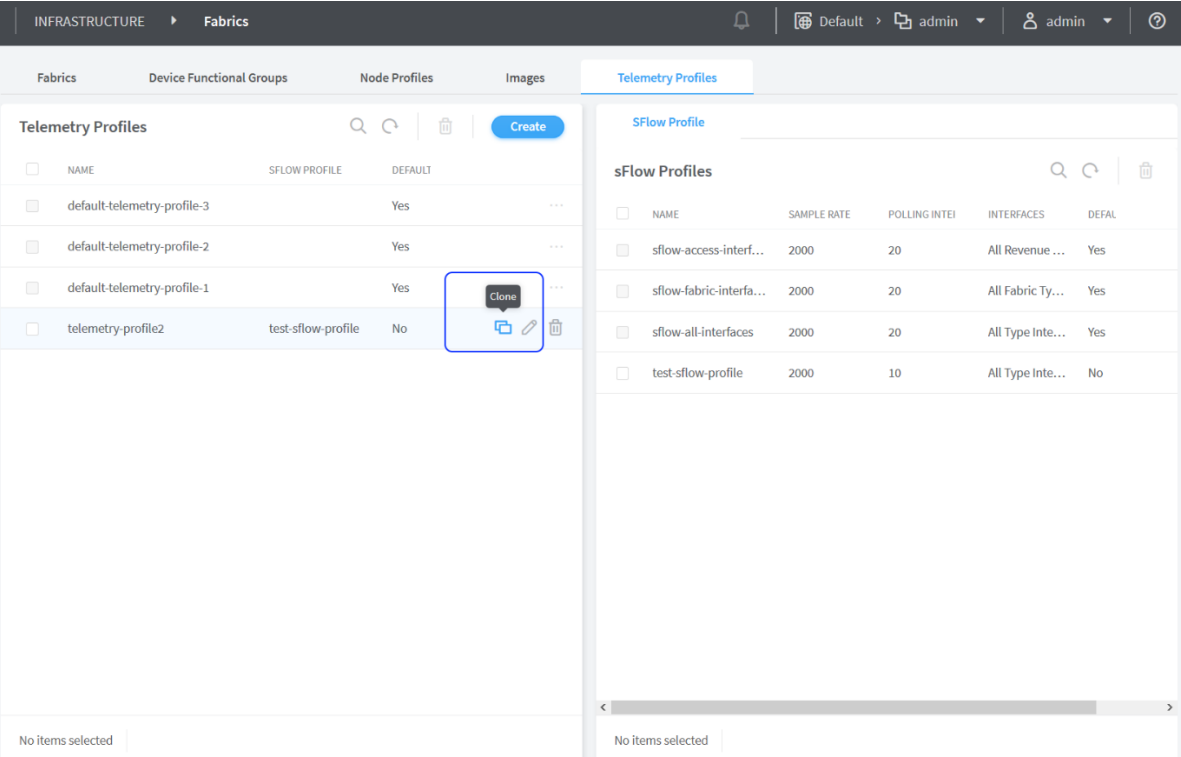 INFRASTRUCTURE Fabrics Default admin admin
Fabrics Device Functional Groups Node Profiles Images Telemetry Profiles
Telemetry Profiles Create
NAME SFLOW PROFILE DEFAULT
default-telemetry-profile-3 Yes
default-telemetry-profile-2 Yes
default-telemetry-profile-1 Yes
Clone
telemetry-profile2 test-sflow-profile No
No items selected
SFlow Profile
sFlow Profiles
NAME SAMPLE RATE POLLING INTEI INTERFACES DEFAL
sflow-access-interf... 2000 20 All Revenue ... Yes
sflow-fabric-interfa... 2000 20 All Fabric Ty... Yes
sflow-all-interfaces 2000 20 All Type Inte... Yes
test-sflow-profile 2000 10 All Type Inte... No
No items selected